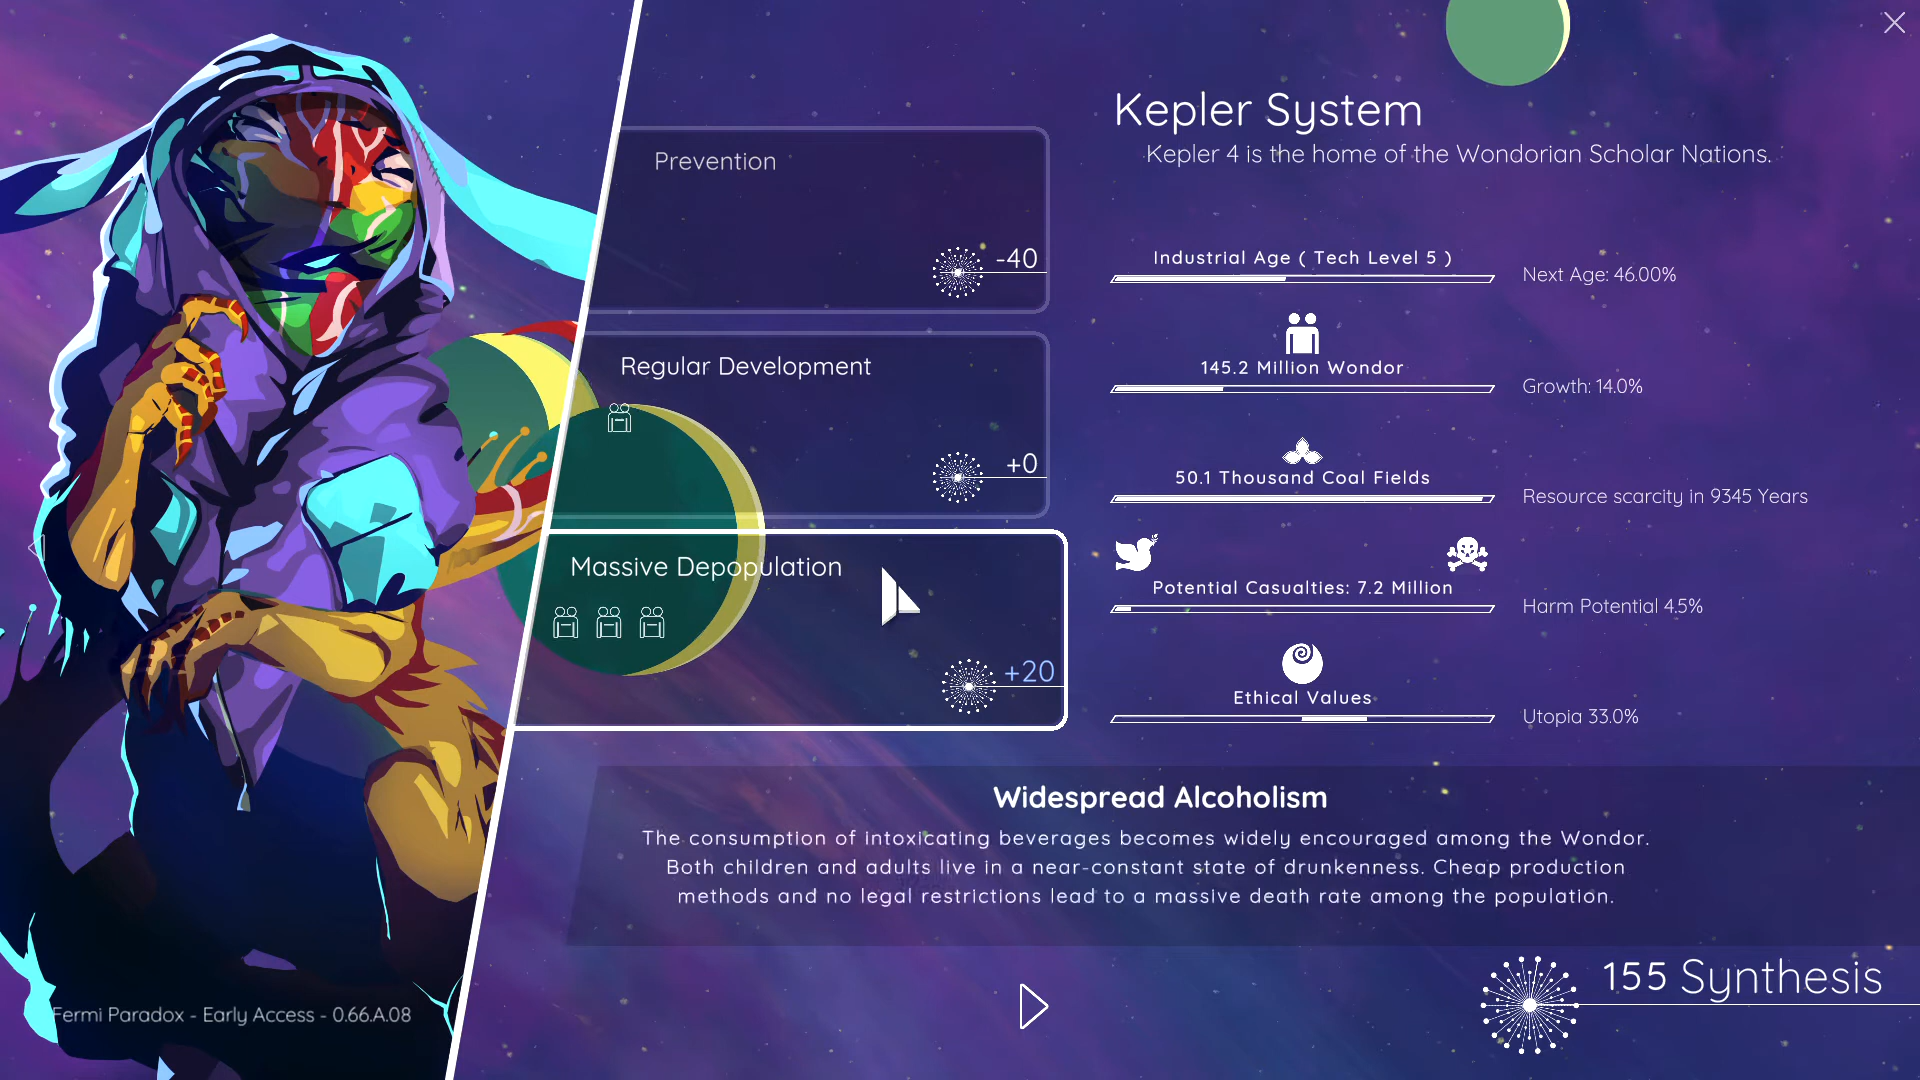 Kepler System
Kepler 4 is the home of the Wondorian Scholar Nations.
Prevention
-40
Regular Development
+0
Massive Depopulation
+20
Industrial Age ( Tech Level 5 )
Next Age: 46.00%
145.2 Million Wondor
Growth: 14.0%
50.1 Thousand Coal Fields
Resource scarcity in 9345 Years
Potential Casualties: 7.2 Million
Harm Potential 4.5%
Ethical Values
Utopia 33.0%
Widespread Alcoholism
The consumption of intoxicating beverages becomes widely encouraged among the Wondor.
Both children and adults live in a near-constant state of drunkenness. Cheap production
methods and no legal restrictions lead to a massive death rate among the population.
155 Synthesis
Fermi Paradox - Early Access - 0.66.A.08